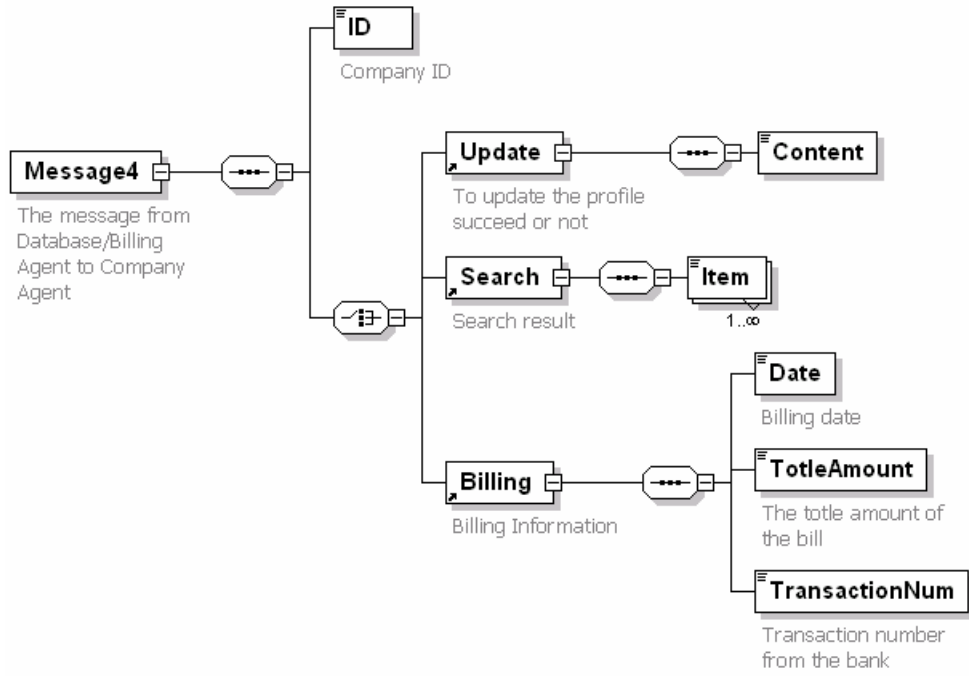 ID
Company ID
Message4
The message from
Database/Billing
Agent to Company
Agent
Update
To update the profile
succeed or not
Content
Search
Search result
Item
1..∞
Billing
Billing Information
Date
Billing date
TotleAmount
The totle amount of
the bill
TransactionNum
Transaction number
from the bank